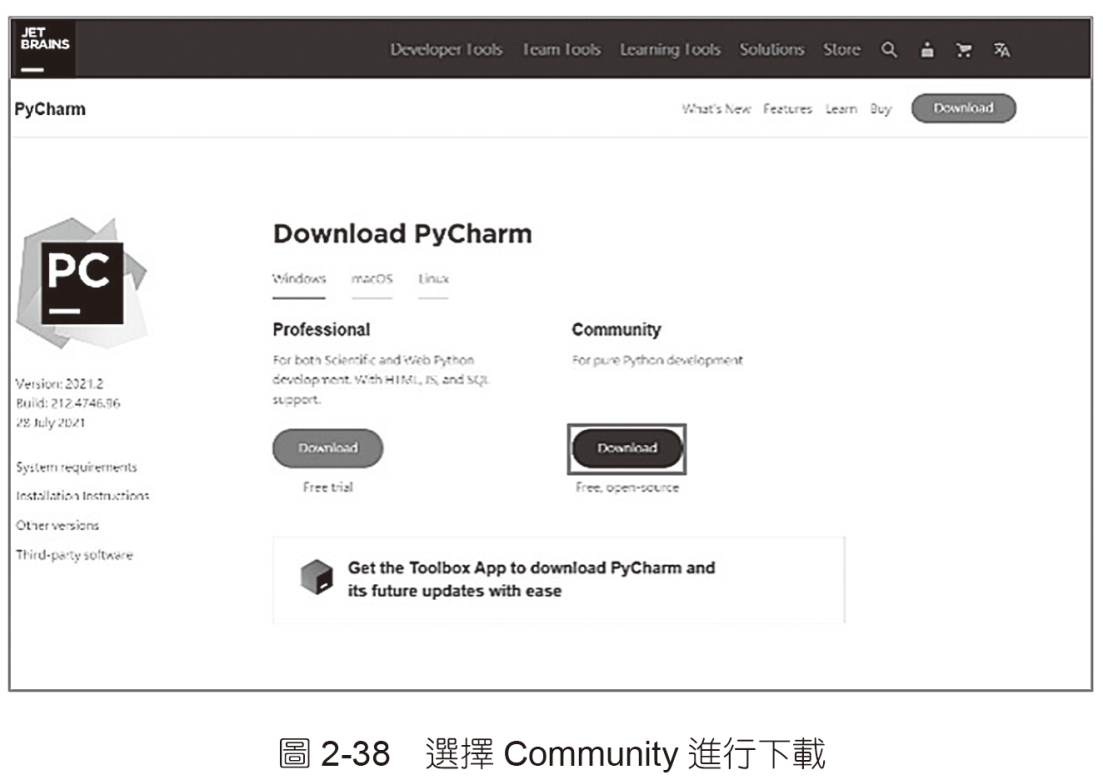 JET
BRAINS
Developer Tools Team Tools Learning Tools Solutions Store
PyCharm
What's New Features Learn Buy Download
PC
Download PyCharm
Windows macOS Linux
Professional
For both Scientific and Web Python
development. With HTML, JS, and SQL
support.
Download
Free trial
Community
For pure Python development
Download
Free, open-source
Version: 2021.2
Build: 212.4746.96
28 July 2021
System requirements
Installation Instructions
Other versions
Third-party software
Get the Toolbox App to download PyCharm and
its future updates with ease
圖 2-38 選擇 Community 進行下載